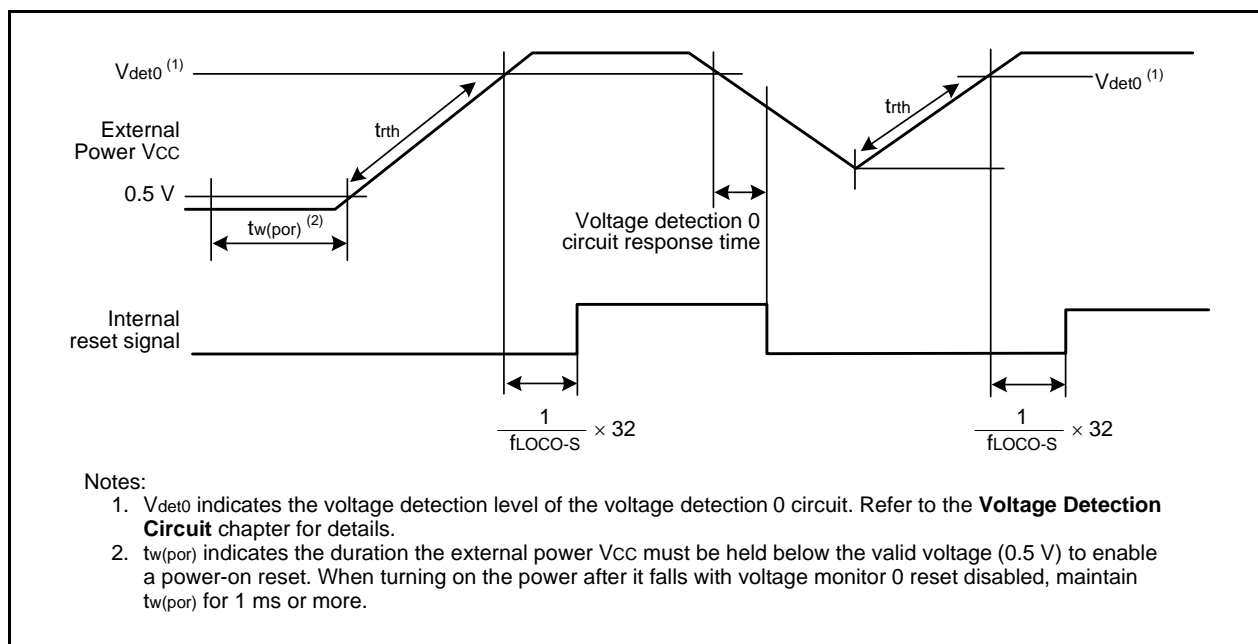 Vdet0 (1)
trth
External
Power VCC
0.5 V
tw(por) (2)
Voltage detection 0
circuit response time
trth
Vdet0 (1)
Internal
reset signal
1
fLOCO-S
× 32
1
fLOCO-S
× 32
Notes:
1. Vdet0 indicates the voltage detection level of the voltage detection 0 circuit. Refer to the Voltage Detection
Circuit chapter for details.
2. tw(por) indicates the duration the external power VCC must be held below the valid voltage (0.5 V) to enable
a power-on reset. When turning on the power after it falls with voltage monitor 0 reset disabled, maintain
tw(por) for 1 ms or more.